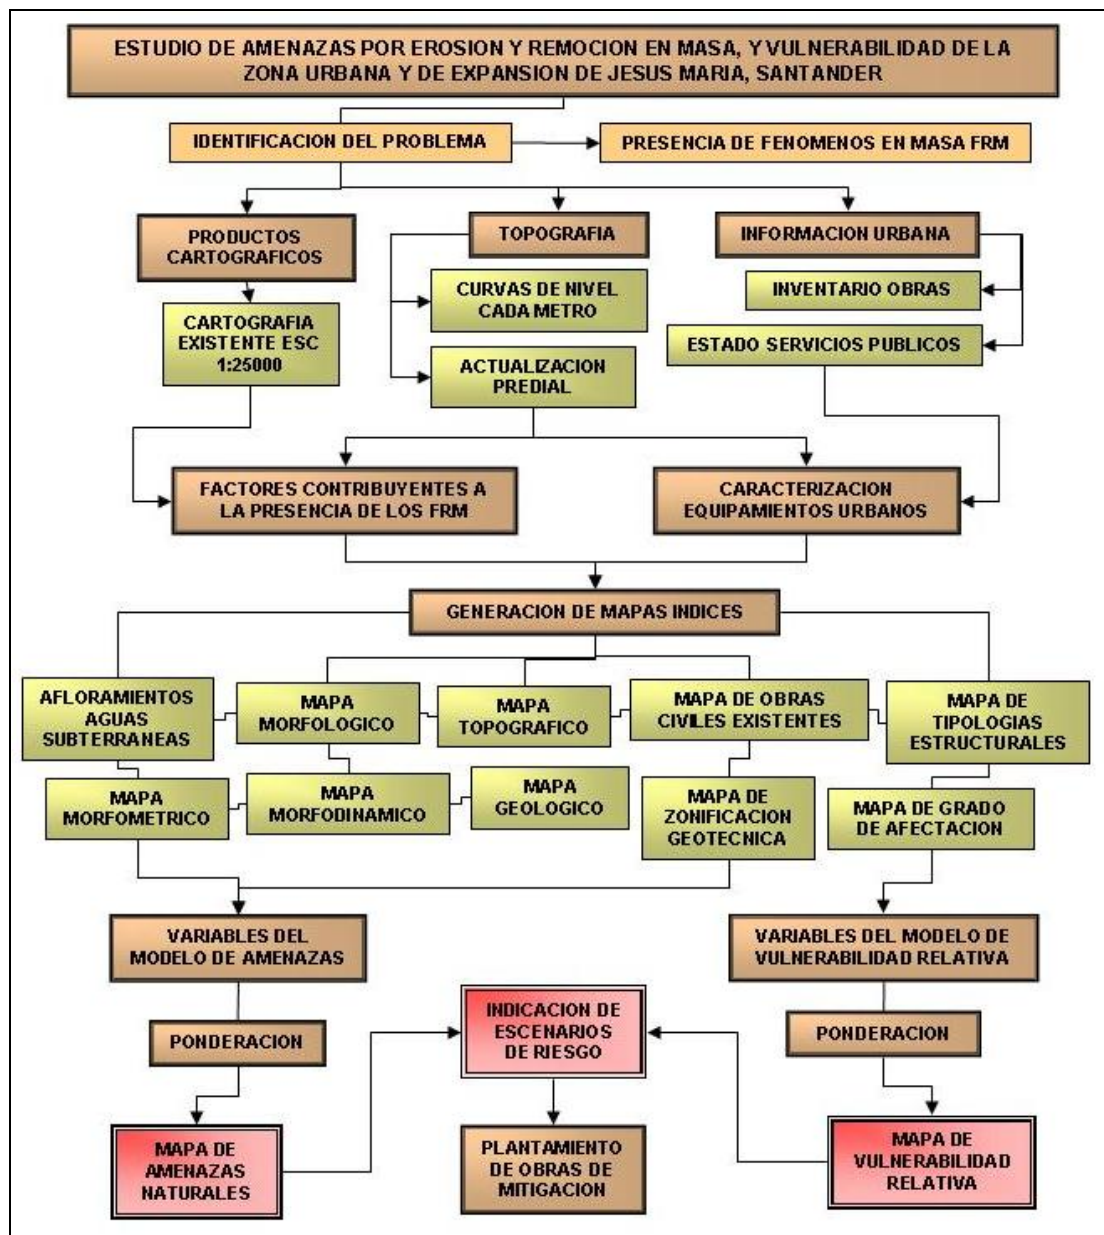 ESTUDIO DE AMENAZAS POR EROSION Y REMOCION EN MASA, Y VULNERABILIDAD DE LA
ZONA URBANA Y DE EXPANSION DE JESUS MARIA, SANTANDER
IDENTIFICACION DEL PROBLEMA
PRESENCIA DE FENOMENOS EN MASA FRM
PRODUCTOS
CARTOGRAFICOS
TOPOGRAFIA
INFORMACION URBANA
CARTOGRAFIA
EXISTENTE ESC
1:25000
CURVAS DE NIVEL
CADA METRO
ACTUALIZACION
PREDIAL
INVENTARIO OBRAS
ESTADO SERVICIOS PUBLICOS
FACTORES CONTRIBUYENTES A
LA PRESENCIA DE LOS FRM
CARACTERIZACION
EQUIPAMIENTOS URBANOS
GENERACION DE MAPAS INDICES
AFLORAMIENTOS
AGUAS
SUBTERRANEAS
MAPA
MORFOLOGICO
MAPA
TOPOGRAFICO
MAPA DE OBRAS
CIVILES EXISTENTES
MAPA DE
TIPOLOGIAS
ESTRUCTURALES
MAPA
MORFOMETRICO
MAPA
MORFODINAMICO
MAPA
GEOLOGICO
MAPA DE
ZONIFICACION
GEOTECNICA
MAPA DE GRADO
DE AFECTACION
VARIABLES DEL
MODELO DE AMENAZAS
VARIABLES DEL MODELO DE
VULNERABILIDAD RELATIVA
PONDERACION
INDICACION DE
ESCENARIOS
DE RIESGO
PONDERACION
MAPA DE
AMENAZAS
NATURALES
PLANTAMIENTO
DE OBRAS DE
MITIGACION
MAPA DE
VULNERABILIDAD
RELATIVA